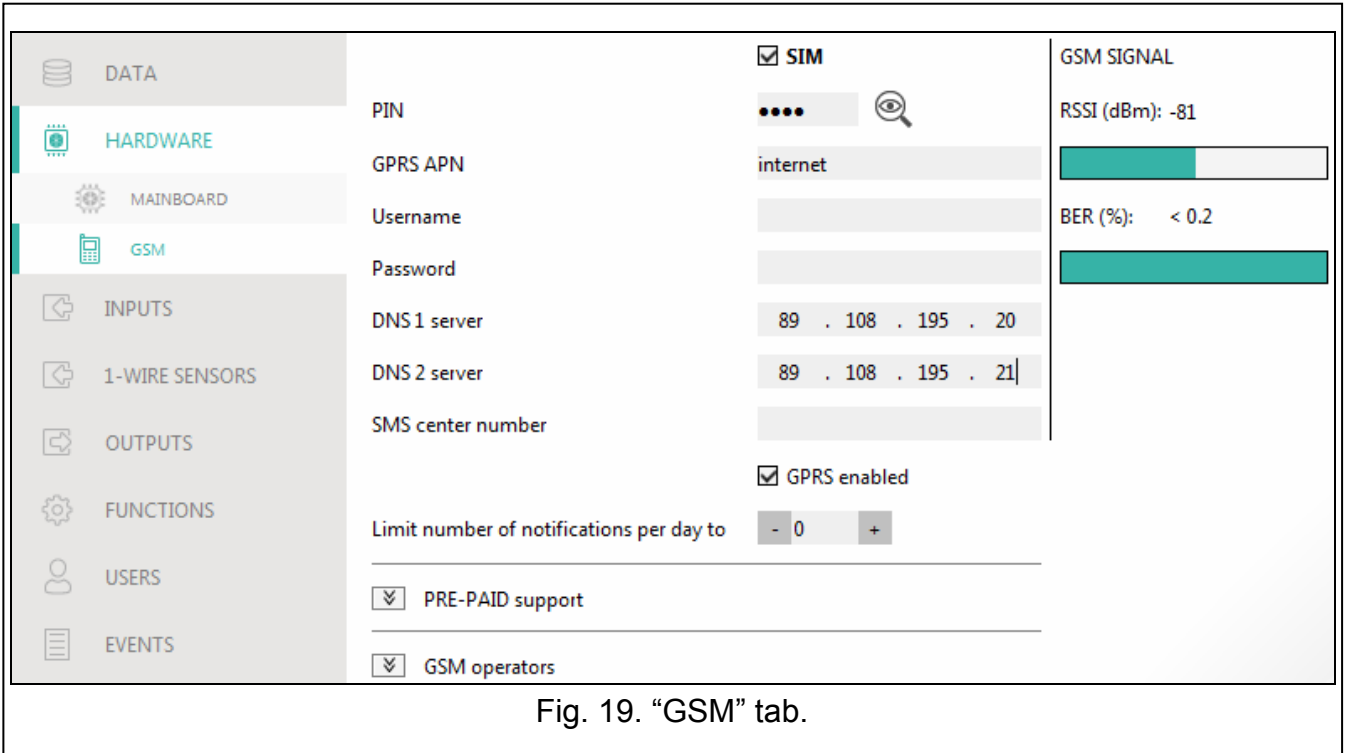 DATA
HARDWARE
MAINBOARD
GSM
INPUTS
1-WIRE SENSORS
OUTPUTS
FUNCTIONS
USERS
EVENTS
SIM
PIN ••••
GPRS APN internet
Username
Password
DNS 1 server 89 . 108 . 195 . 20
DNS 2 server 89 . 108 . 195 . 21
SMS center number
GPRS enabled
Limit number of notifications per day to - 0 +
PRE-PAID support
GSM operators
GSM SIGNAL
RSSI (dBm): -81
BER (%): < 0.2
Fig. 19. “GSM” tab.